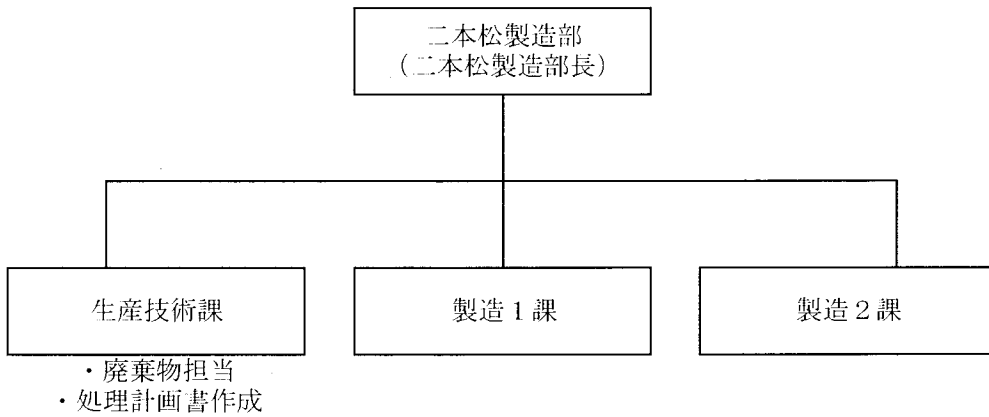 二本松製造部
(二本松製造部長)
生産技術課
製造1課
製造2課
・廃棄物担当
・処理計画書作成